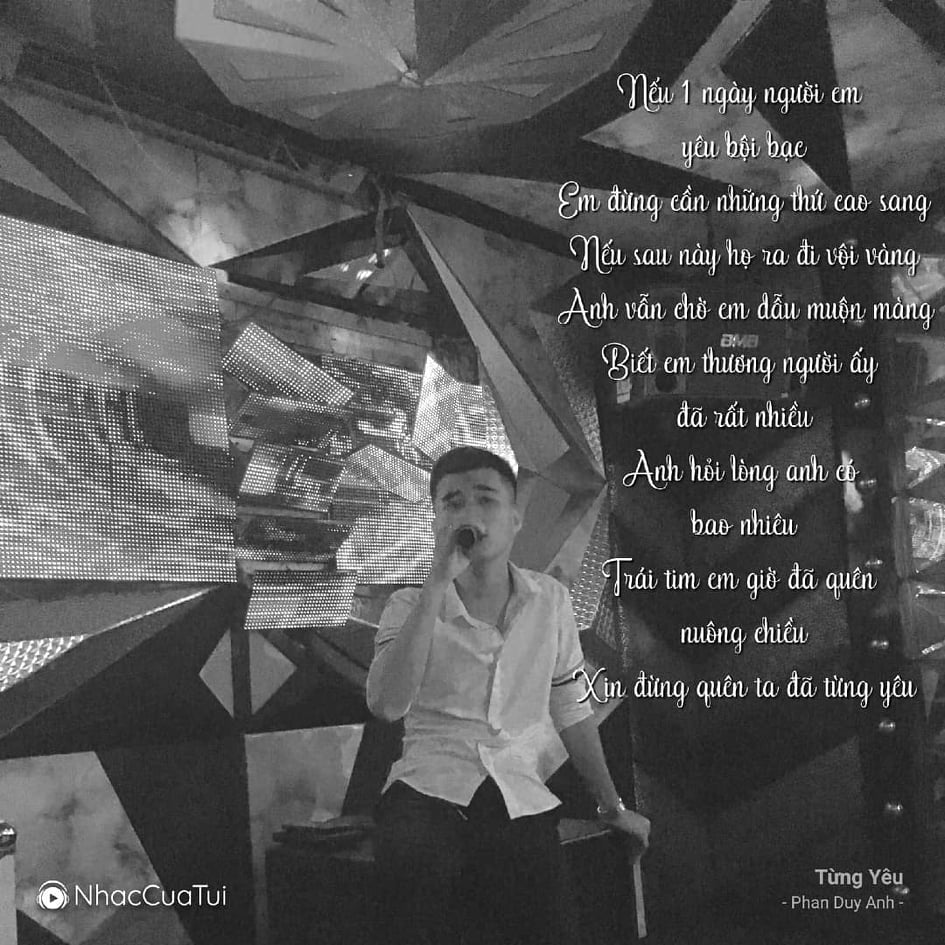 Nếu 1 ngày người em
yêu bội bạc
Em đừng cần những thứ cao sang
Nếu sau này họ ra đi vội vàng
Anh vẫn chờ em dẫu muộn màng
BMB
Biết em thương người ấy
đã rất nhiều
Anh hỏi lòng anh có
bao nhiêu
Trái tim em giờ đã quên
nuông chiều
Xin đừng quên ta đã từng yêu
NhacCuaTui
Từng Yêu
- Phan Duy Anh -